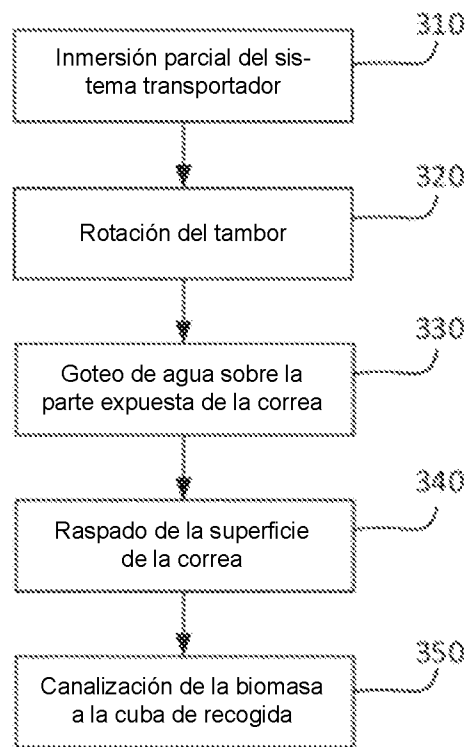 310
Inmersión parcial del sis-
tema transportador
320
Rotación del tambor
330
Goteo de agua sobre la
parte expuesta de la correa
340
Raspado de la superficie
de la correa
350
Canalización de la biomasa
a la cuba de recogida